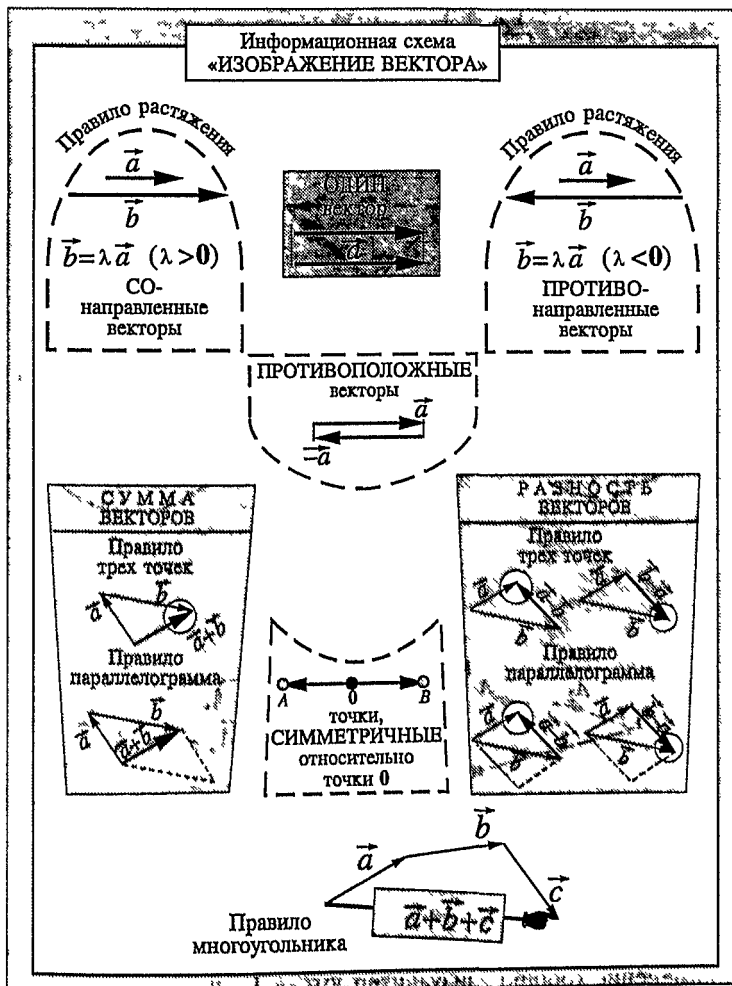 Информационная схема
«ИЗОБРАЖЕНИЕ ВЕКТОРА»
Правило растяжения
a
b
b=λa (λ>0)
СО-
направленные
векторы
ОДИН
вектор
a
Правило растяжения
a
b
b=λa (λ<0)
ПРОТИВО-
направленные
векторы
ПРОТИВОПОЛОЖНЫЕ
векторы
a
-a
СУММА
ВЕКТОРОВ
Правило
трех точек
a
b
a+b
Правило
параллелограмма
a
b
a+b
A
0
B
точки,
СИММЕТРИЧНЫЕ
относительно
точки 0
РАЗНОСТЬ
ВЕКТОРОВ
Правило
трех точек
a
b
a-b
a
b
b-a
Правило
параллелограмма
a
b
a
b
a
b
c
a+b+c
Правило
многоугольника